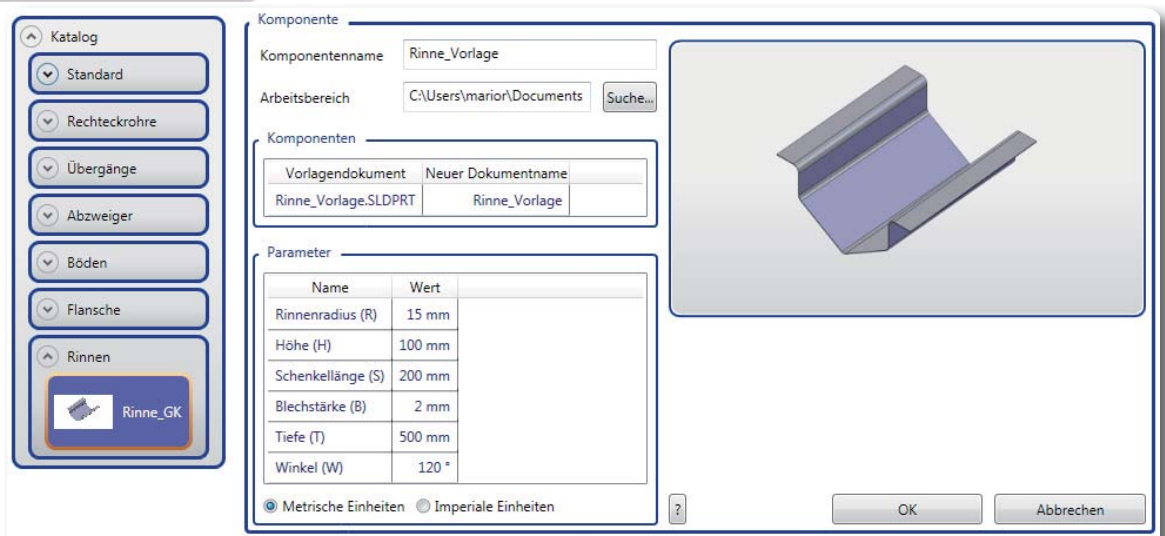 Katalog
Standard
Rechteckrohre
Übergänge
Abzweiger
Böden
Flansche
Rinnen
Rinne_GK
Komponente
Komponentenname Rinne_Vorlage
Arbeitsbereich C:\Users\marior\Documents Suche...
Komponenten
Vorlagendokument Neuer Dokumentname
Rinne_Vorlage.SLDPRT Rinne_Vorlage
Parameter
Name Wert
Rinnenradius (R) 15 mm
Höhe (H) 100 mm
Schenkellänge (S) 200 mm
Blechstärke (B) 2 mm
Tiefe (T) 500 mm
Winkel (W) 120 °
Metrische Einheiten Imperiale Einheiten
? OK Abbrechen